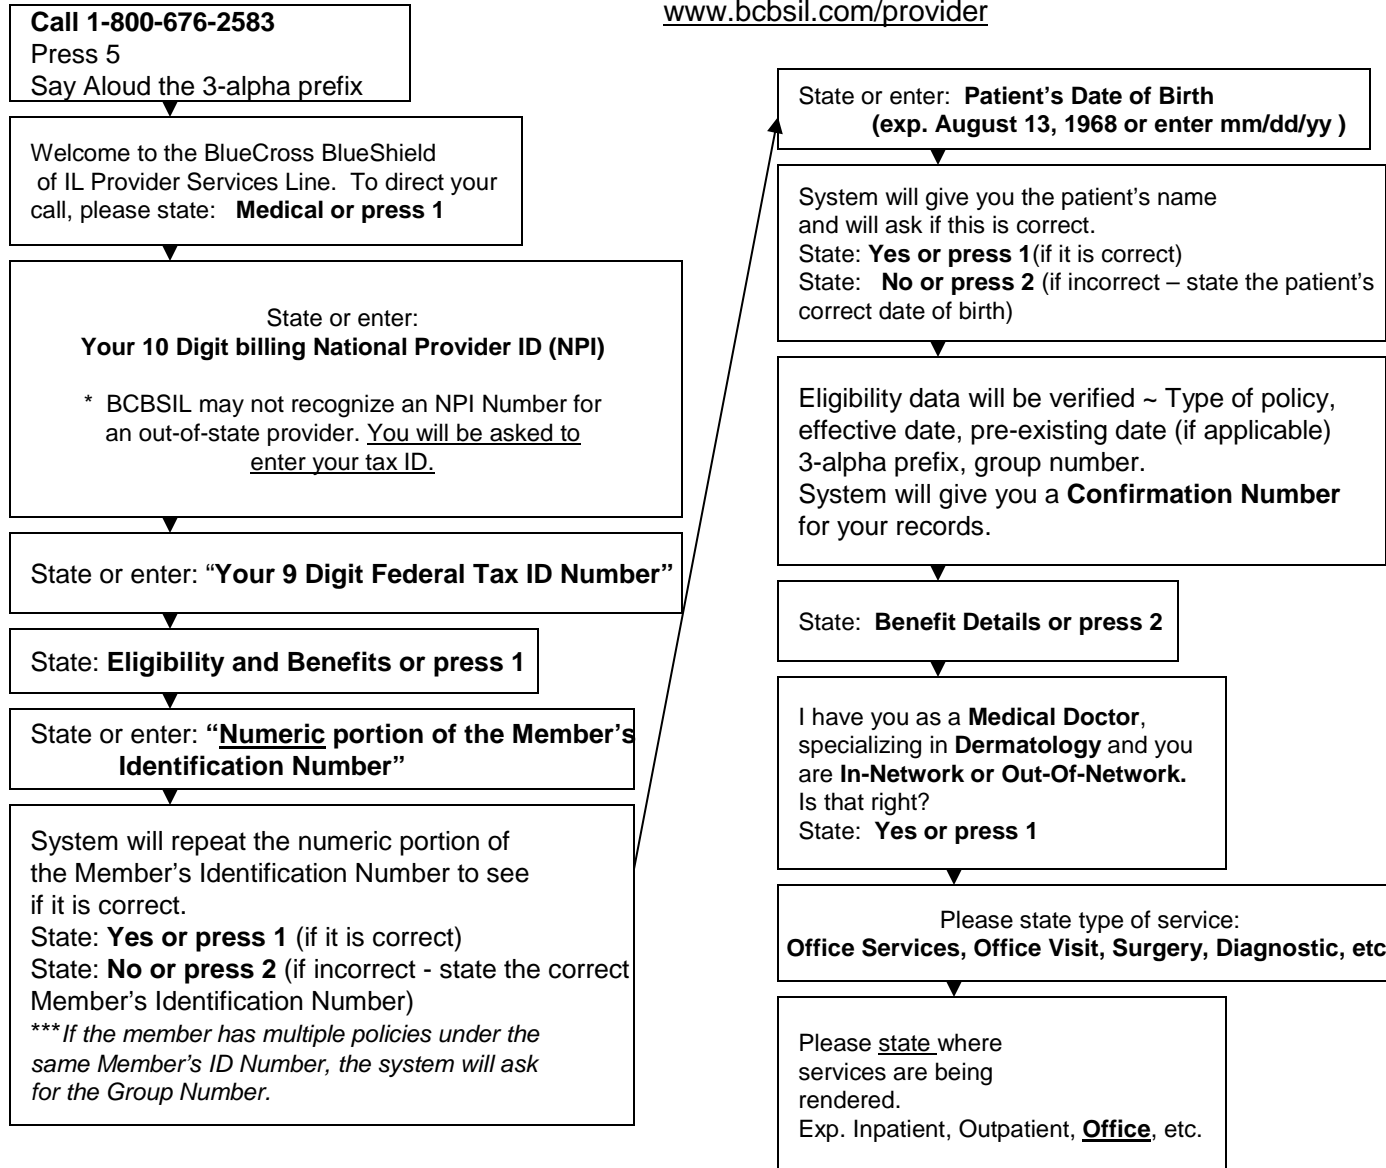 www.bcbsil.com/provider
Call 1-800-676-2583
Press 5
Say Aloud the 3-alpha prefix
Welcome to the BlueCross BlueShield
of IL Provider Services Line. To direct your
call, please state: Medical or press 1
State or enter:
Your 10 Digit billing National Provider ID (NPI)
* BCBSIL may not recognize an NPI Number for
an out-of-state provider. You will be asked to
enter your tax ID.
State or enter: “Your 9 Digit Federal Tax ID Number”
State: Eligibility and Benefits or press 1
State or enter: “Numeric portion of the Member’s
Identification Number”
System will repeat the numeric portion of
the Member’s Identification Number to see
if it is correct.
State: Yes or press 1 (if it is correct)
State: No or press 2 (if incorrect - state the correct
Member’s Identification Number)
***If the member has multiple policies under the
same Member’s ID Number, the system will ask
for the Group Number.
State or enter: Patient’s Date of Birth
(exp. August 13, 1968 or enter mm/dd/yy )
System will give you the patient’s name
and will ask if this is correct.
State: Yes or press 1(if it is correct)
State: No or press 2 (if incorrect – state the patient’s
correct date of birth)
Eligibility data will be verified ~ Type of policy,
effective date, pre-existing date (if applicable)
3-alpha prefix, group number.
System will give you a Confirmation Number
for your records.
State: Benefit Details or press 2
I have you as a Medical Doctor,
specializing in Dermatology and you
are In-Network or Out-Of-Network.
Is that right?
State: Yes or press 1
Please state type of service:
Office Services, Office Visit, Surgery, Diagnostic, etc
Please state where
services are being
rendered.
Exp. Inpatient, Outpatient, Office, etc.